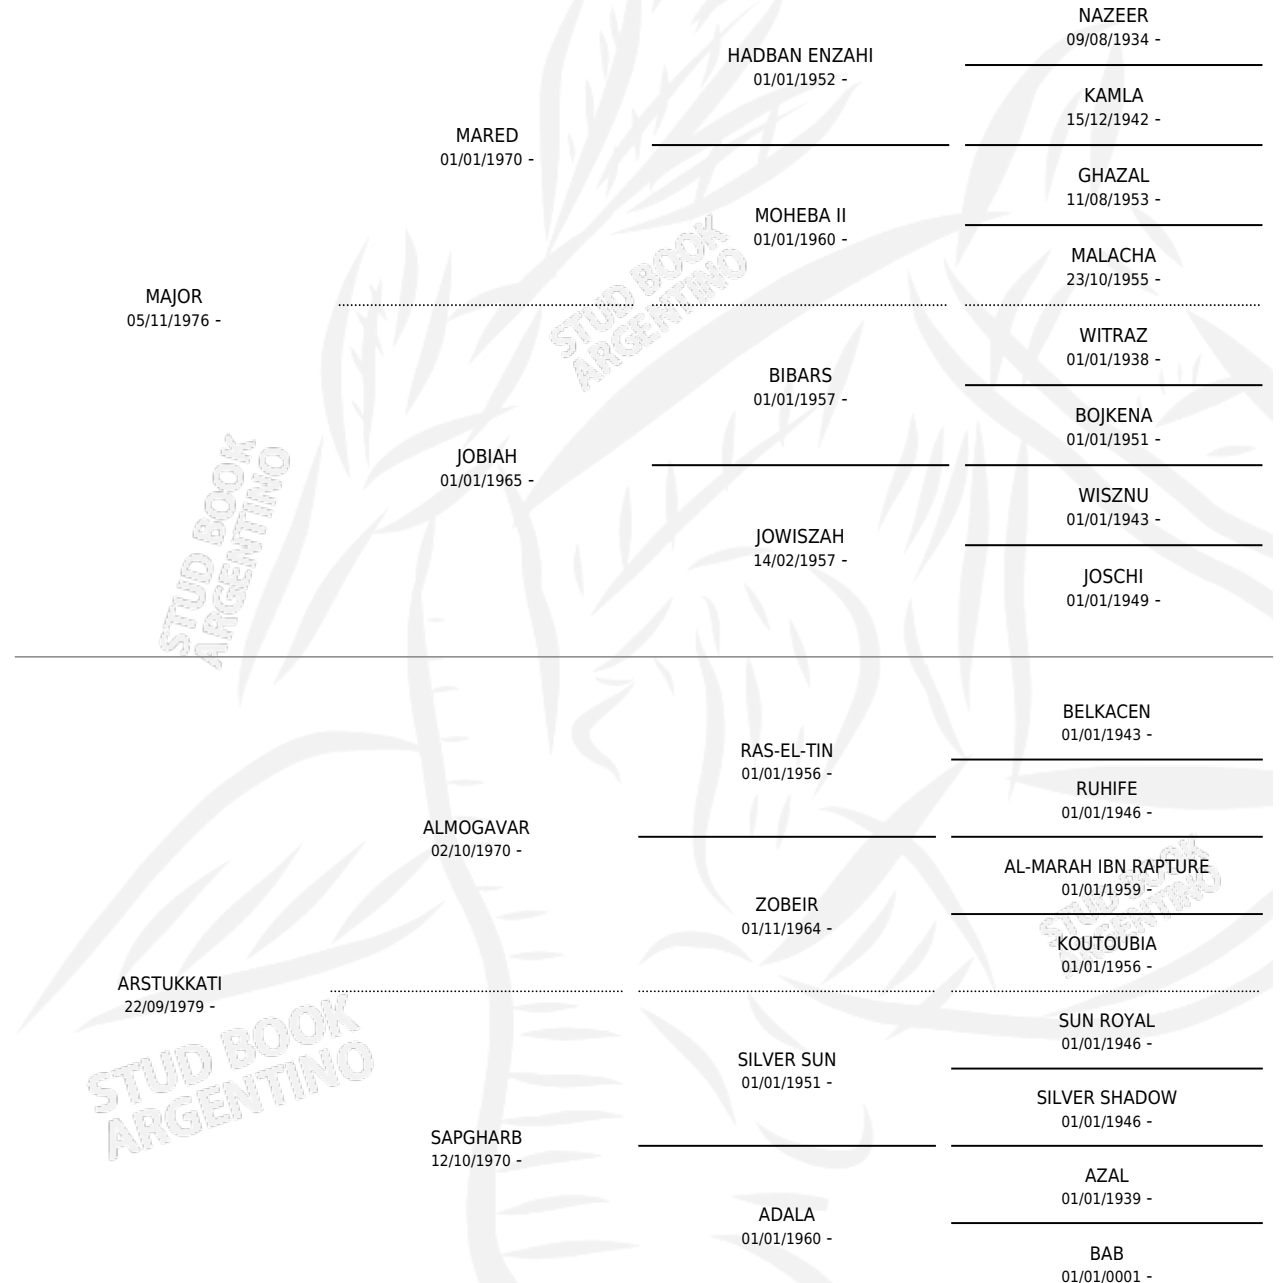 NAZEER
09/08/1934 -
HADBAN ENZAHI
01/01/1952 -
KAMLA
15/12/1942 -
MARED
01/01/1970 -
GHAZAL
11/08/1953 -
MOHEBA II
01/01/1960 -
MALACHA
23/10/1955 -
MAJOR
05/11/1976 -
WITRAZ
01/01/1938 -
BIBARS
01/01/1957 -
BOJKENA
01/01/1951 -
JOBIAH
01/01/1965 -
WISZNU
01/01/1943 -
JOWISZAH
14/02/1957 -
JOSCHI
01/01/1949 -
BELKACEN
01/01/1943 -
RAS-EL-TIN
01/01/1956 -
RUHIFE
01/01/1946 -
ALMOGAVAR
02/10/1970 -
AL-MARAH IBN RAPTURE
01/01/1959 -
ZOBEIR
01/11/1964 -
KOUTOUBIA
01/01/1956 -
ARSTUKKATI
22/09/1979 -
SUN ROYAL
01/01/1946 -
SILVER SUN
01/01/1951 -
SILVER SHADOW
01/01/1946 -
SAPGHARB
12/10/1970 -
AZAL
01/01/1939 -
ADALA
01/01/1960 -
BAB
01/01/0001 -
STUD BOOK
ARGENTINO
STUD BOOK
ARGENTINO
STUD BOOK
ARGENTINO
STUD BOOK
ARGENTINO